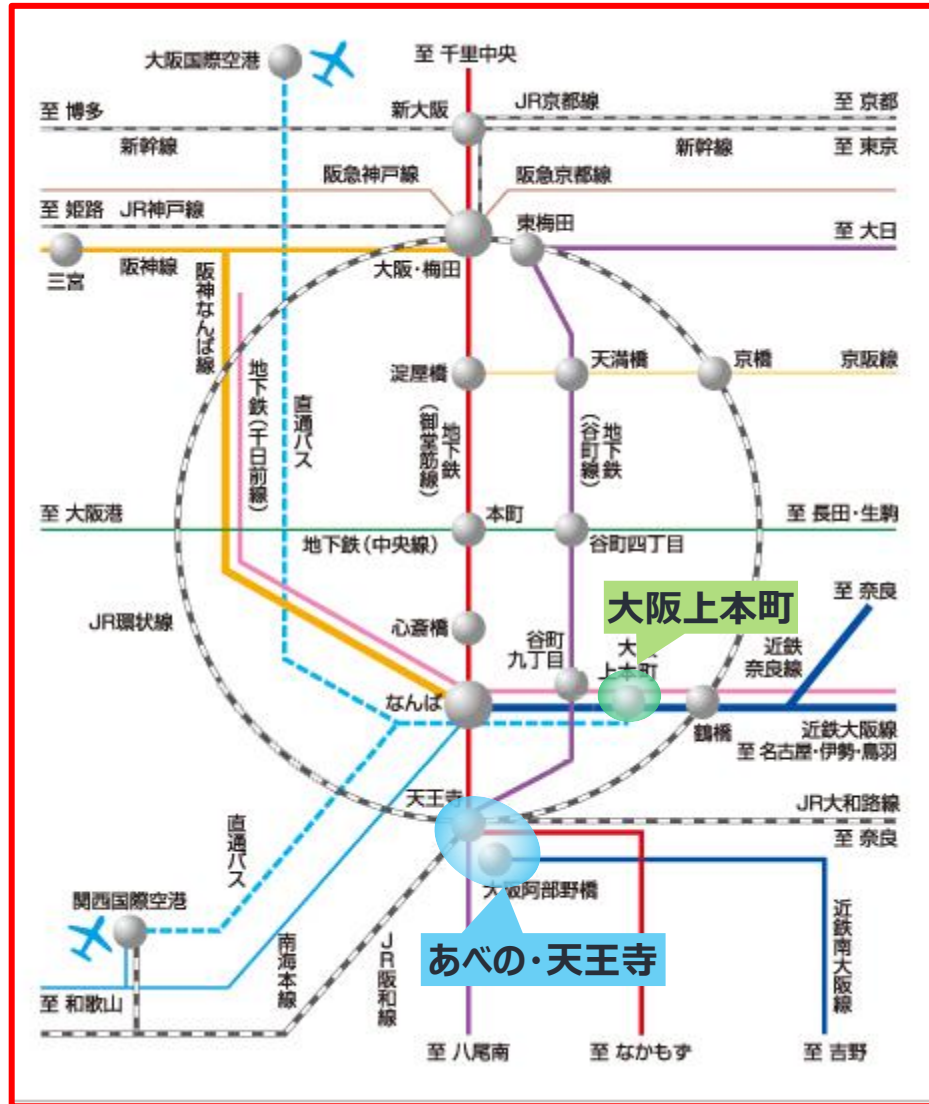 大阪国際空港
至 千里中央
至 博多
新大阪
JR京都線
至 京都
新幹線
新幹線
至 東京
阪急神戸線
阪急京都線
至 姫路 JR神戸線
東梅田
至 大日
三宮
阪神線
大阪・梅田
阪神なんば線
地下鉄(千日前線)
直通バス
淀屋橋
天満橋
京橋
京阪線
地下鉄
(御堂筋線)
地下鉄
(谷町線)
至 大阪港
本町
至 長田・生駒
地下鉄(中央線)
谷町四丁目
大阪上本町
至 奈良
JR環状線
心斎橋
谷町
九丁目
上本町
近鉄
奈良線
なんば
鶴橋
近鉄大阪線
至 名古屋・伊勢・鳥羽
天王寺
JR大和路線
至 奈良
直通バス
大阪阿部野橋
関西国際空港
あべの・天王寺
南海本線
JR阪和線
近鉄南大阪線
至 和歌山
至 八尾南
至 なかもず
至 吉野